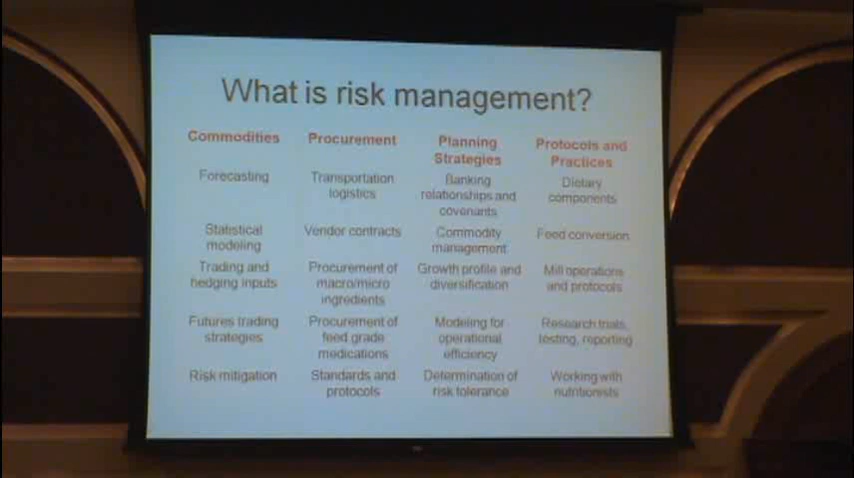 What is risk management?
Commodities Procurement Planning Strategies Protocols and Practices
Forecasting Transportation logistics Banking relationships and covenants Dietary components
Statistical modeling Vendor contracts Commodity management Feed conversion
Trading and hedging inputs Procurement of macro/micro ingredients Growth profile and diversification Mill operations and protocols
Futures trading strategies Procurement of feed grade medications Modeling for operational efficiency Research trials, testing, reporting
Risk mitigation Standards and protocols Determination of risk tolerance Working with nutritionists